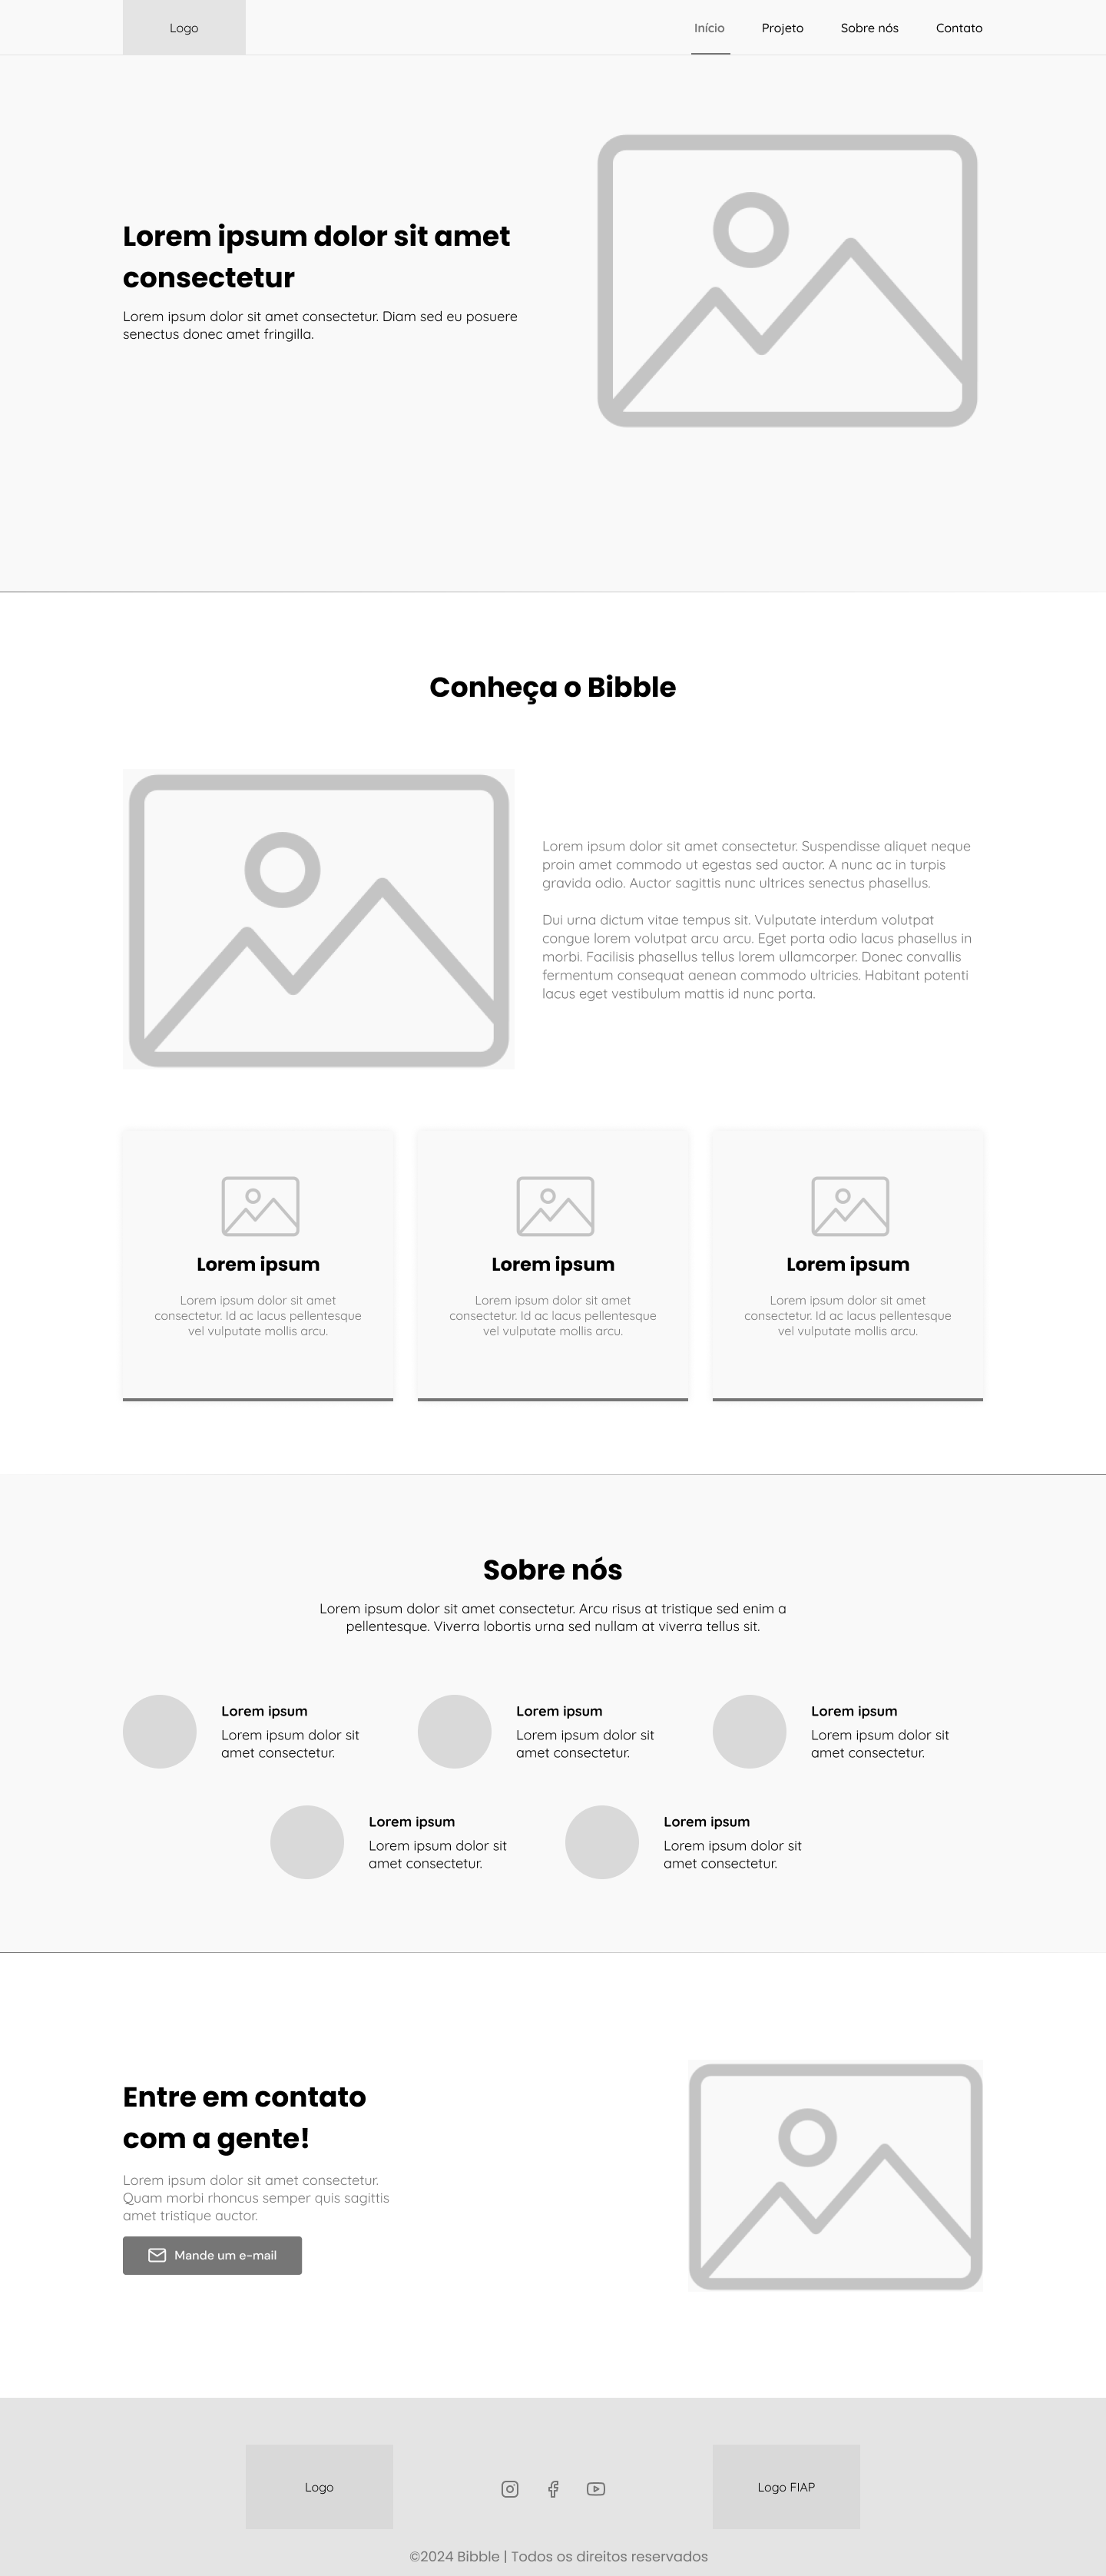 Logo
Início
Projeto
Sobre nós
Contato
Lorem ipsum dolor sit amet
consectetur
Lorem ipsum dolor sit amet consectetur. Diam sed eu posuere
senectus donec amet fringilla.
Conheça o Bibble
Lorem ipsum dolor sit amet consectetur. Suspendisse aliquet neque
proin amet commodo ut egestas sed auctor. A nunc ac in turpis
gravida odio. Auctor sagittis nunc ultrices senectus phasellus.
Dui urna dictum vitae tempus sit. Vulputate interdum volutpat
congue lorem volutpat arcu arcu. Eget porta odio lacus phasellus in
morbi. Facilisis phasellus tellus lorem ullamcorper. Donec convallis
fermentum consequat aenean commodo ultricies. Habitant potenti
lacus eget vestibulum mattis id nunc porta.
Lorem ipsum
Lorem ipsum dolor sit amet
consectetur. Id ac lacus pellentesque
vel vulputate mollis arcu.
Lorem ipsum
Lorem ipsum dolor sit amet
consectetur. Id ac lacus pellentesque
vel vulputate mollis arcu.
Lorem ipsum
Lorem ipsum dolor sit amet
consectetur. Id ac lacus pellentesque
vel vulputate mollis arcu.
Sobre nós
Lorem ipsum dolor sit amet consectetur. Arcu risus at tristique sed enim a
pellentesque. Viverra lobortis urna sed nullam at viverra tellus sit.
Lorem ipsum
Lorem ipsum dolor sit
amet consectetur.
Lorem ipsum
Lorem ipsum dolor sit
amet consectetur.
Lorem ipsum
Lorem ipsum dolor sit
amet consectetur.
Lorem ipsum
Lorem ipsum dolor sit
amet consectetur.
Lorem ipsum
Lorem ipsum dolor sit
amet consectetur.
Entre em contato
com a gente!
Lorem ipsum dolor sit amet consectetur.
Quam morbi rhoncus semper quis sagittis
amet tristique auctor.
Mande um e-mail
Logo
Logo FIAP
©2024 Bibble | Todos os direitos reservados